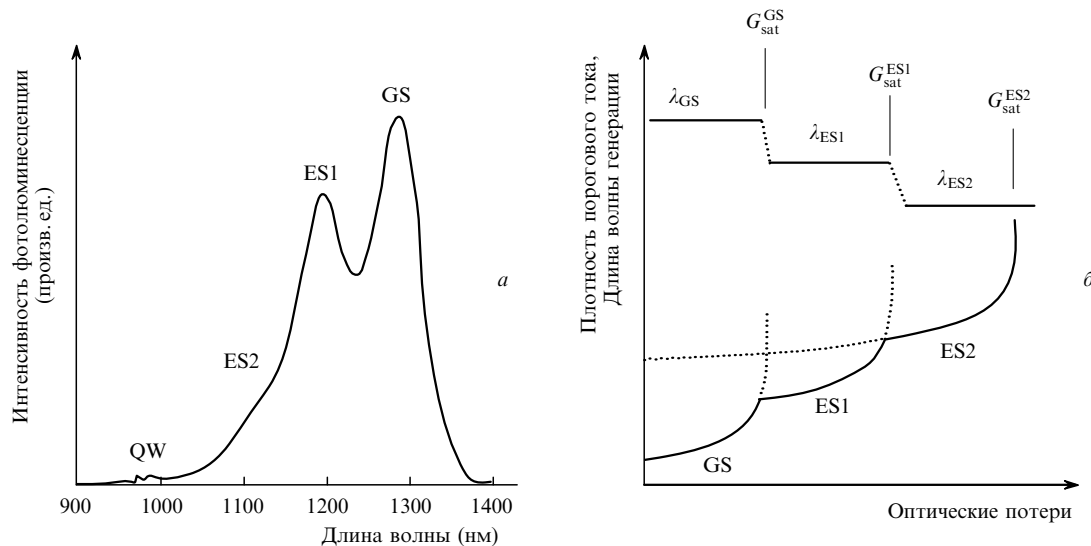 Интенсивность фотолюминесценции
(произв. ед.)
GS
ES1
ES2
QW
а
900
1000
1100
1200
1300
1400
Длина волны (нм)
Плотность порогового тока,
Длина волны генерации
G_sat^GS
G_sat^ES1
G_sat^ES2
λ_GS
λ_ES1
λ_ES2
б
ES2
ES1
GS
Оптические потери